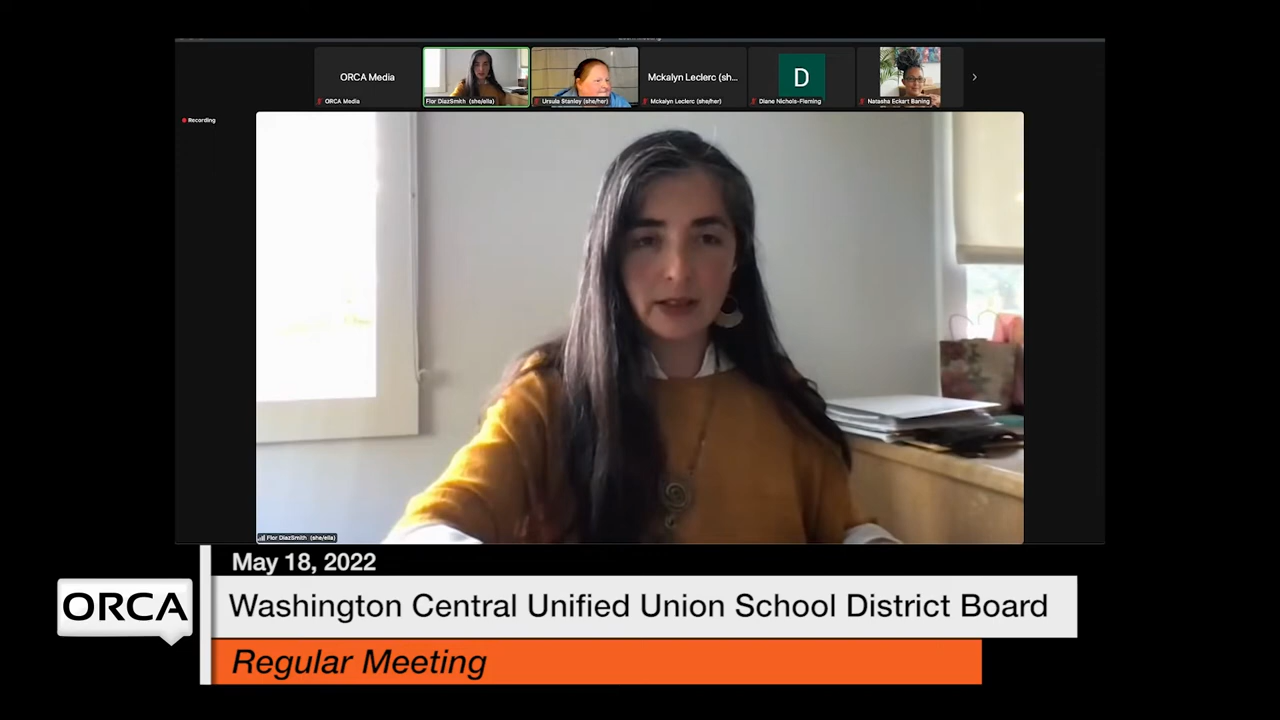 ORCA Media
ORCA Media
Flor DiazSmith (she/ella)
Ursula Stanley (she/her)
Mckalyn Leclerc (sh...
Mckalyn Leclerc (she/her)
D
Diane Nichols-Fleming
Natasha Eckart Baning
Recording
Flor DiazSmith (she/ella)
May 18, 2022
ORCA
Washington Central Unified Union School District Board
Regular Meeting